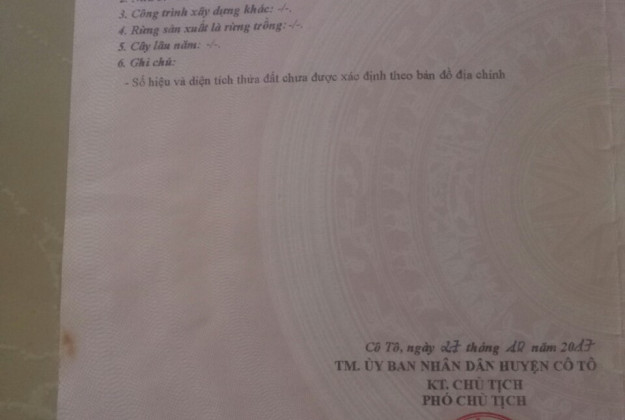 3. Công trình xây dựng khác: -/-.
4. Rừng sản xuất là rừng trồng: -/-.
5. Cây lâu năm: -/-.
6. Ghi chú:
- Số hiệu và diện tích thửa đất chưa được xác định theo bản đồ địa chính
Cô Tô, ngày 27 tháng 12 năm 2017
TM. ỦY BAN NHÂN DÂN HUYỆN CÔ TÔ
KT. CHỦ TỊCH
PHÓ CHỦ TỊCH